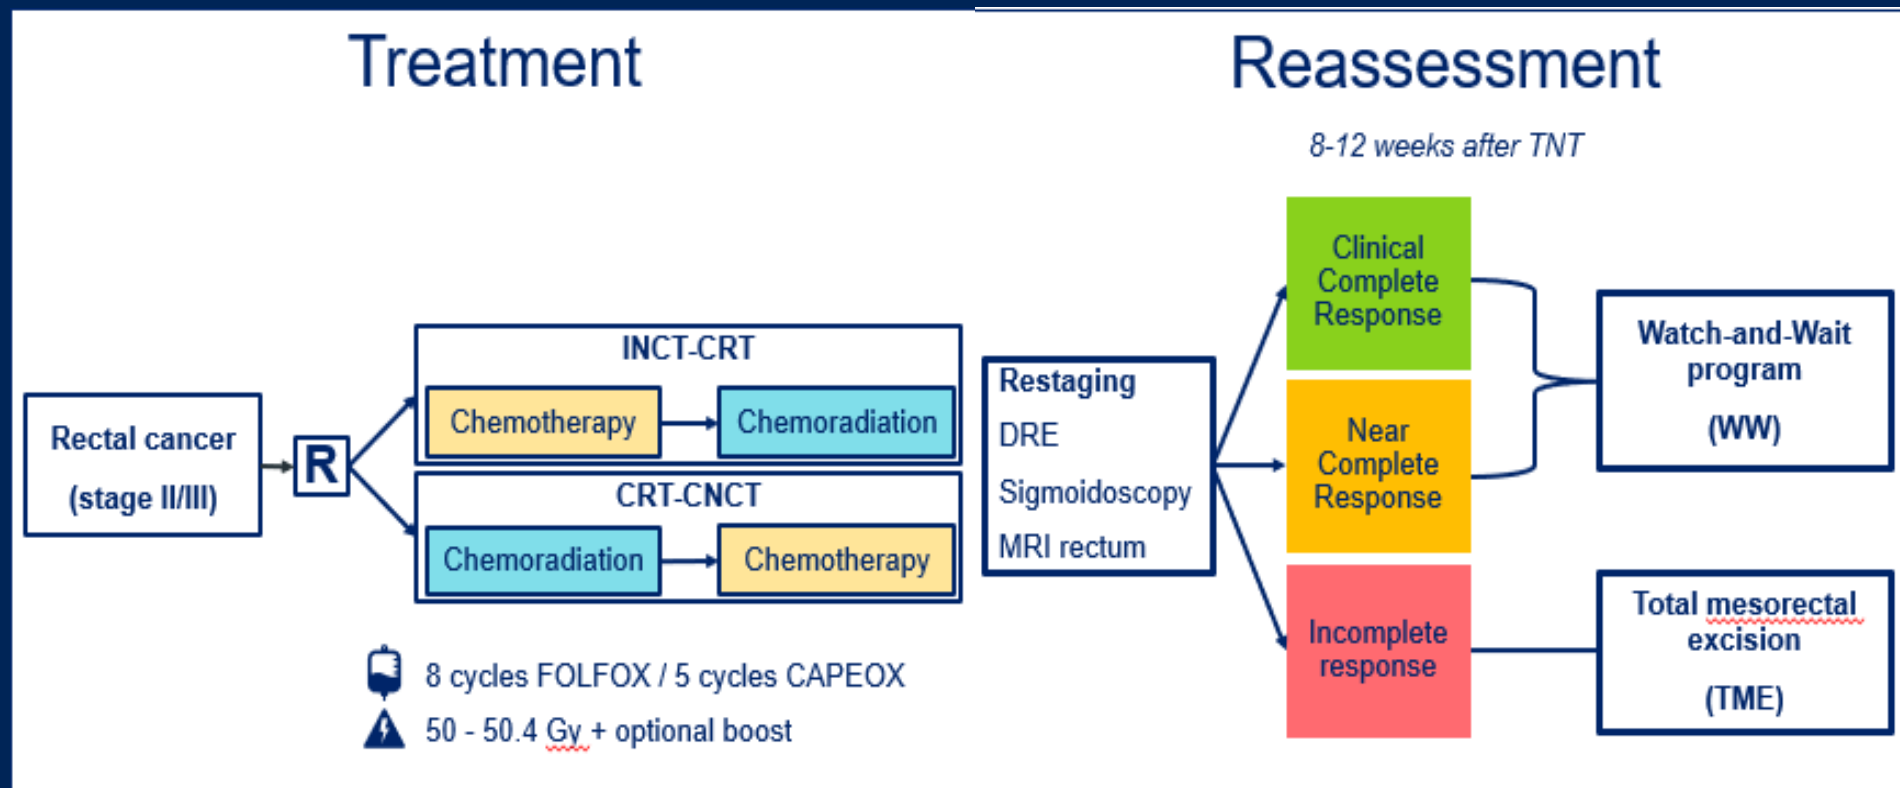 Treatment
Rectal cancer
(stage II/III)
R
INCT-CRT
Chemotherapy
Chemoradiation
CRT-CNCT
Chemoradiation
Chemotherapy
8 cycles FOLFOX / 5 cycles CAPEOX
50 - 50.4 Gy + optional boost
Reassessment
8-12 weeks after TNT
Restaging
DRE
Sigmoidoscopy
MRI rectum
Clinical
Complete
Response
Near
Complete
Response
Incomplete
response
Watch-and-Wait
program
(WW)
Total mesorectal
excision
(TME)